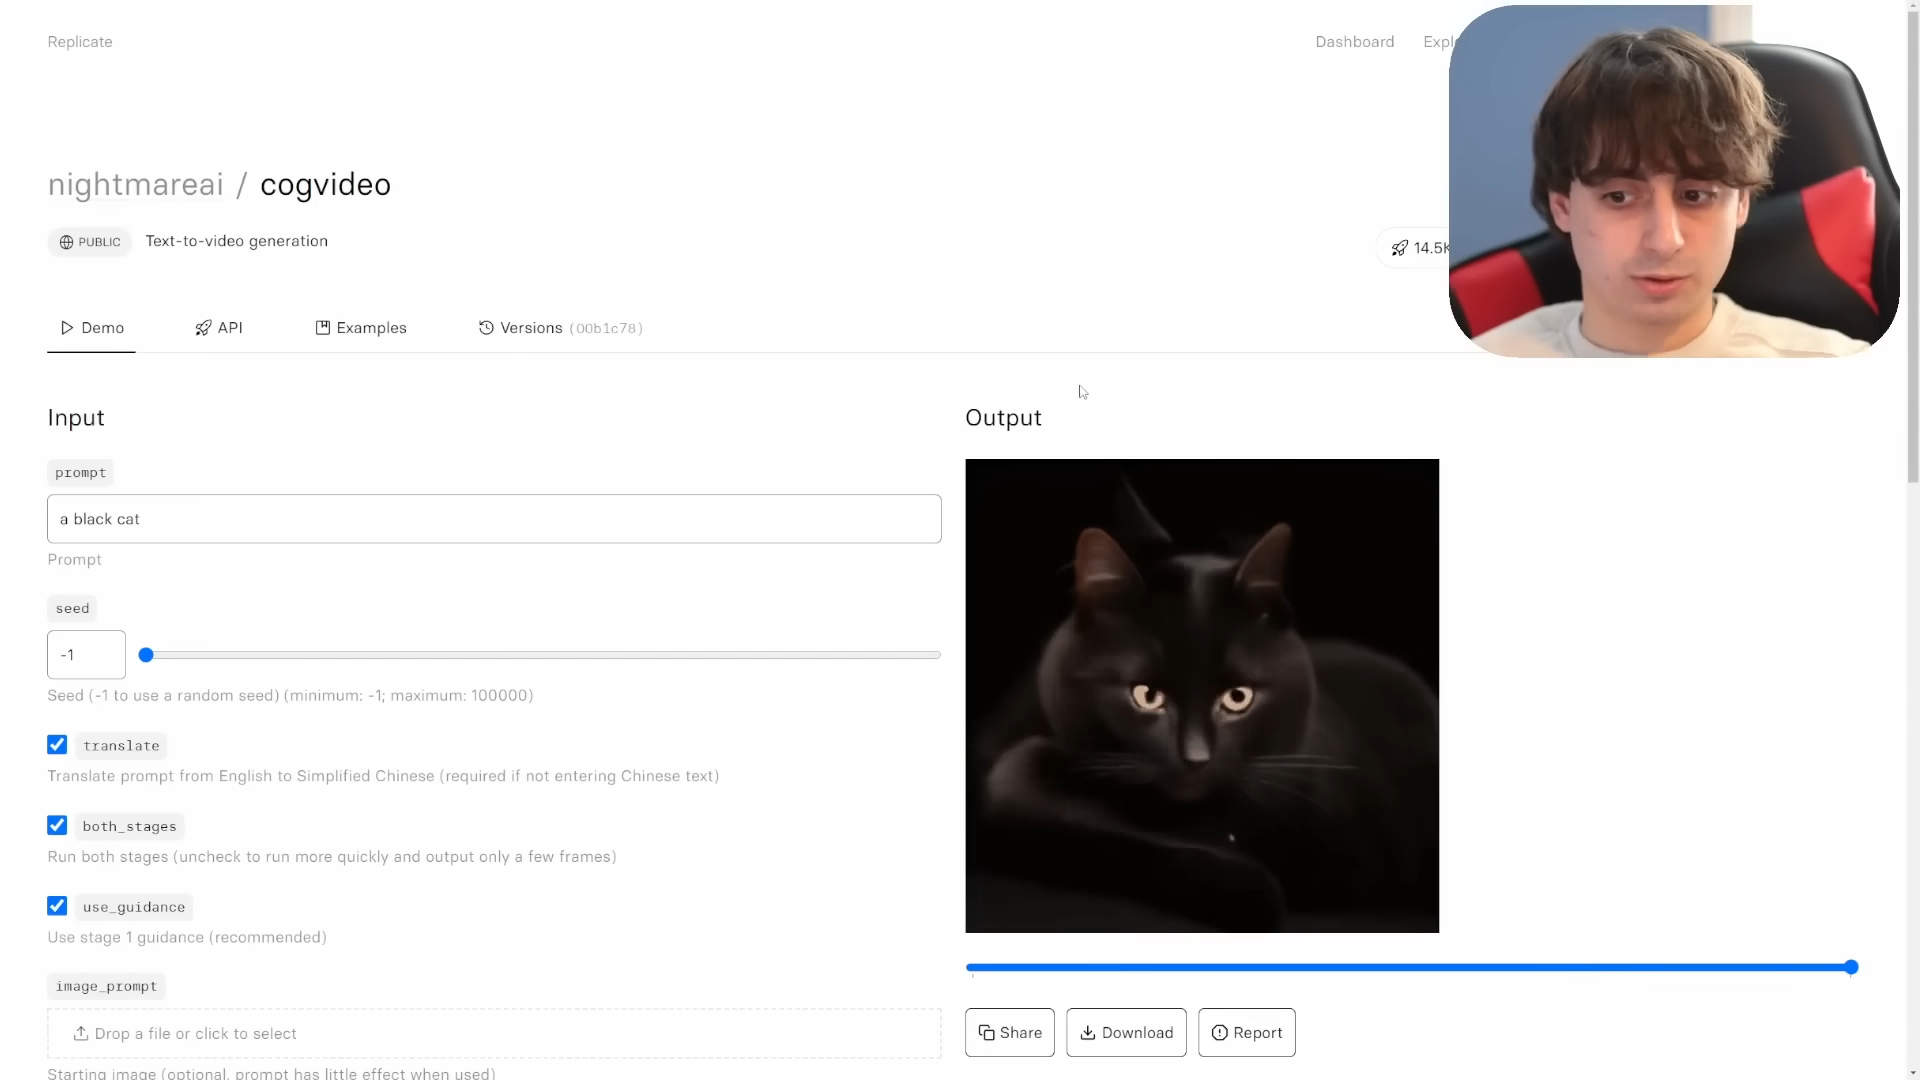 Replicate
Dashboard
nightmareai / cogvideo
PUBLIC
Text-to-video generation
Demo
API
Examples
Versions (00b1c78)
Input
prompt
a black cat
Prompt
seed
-1
Seed (-1 to use a random seed) (minimum: -1; maximum: 100000)
translate
Translate prompt from English to Simplified Chinese (required if not entering Chinese text)
both_stages
Run both stages (uncheck to run more quickly and output only a few frames)
use_guidance
Use stage 1 guidance (recommended)
image_prompt
Drop a file or click to select
Starting image (optional, prompt has little effect when used)
14.5K
Output
Share
Download
Report